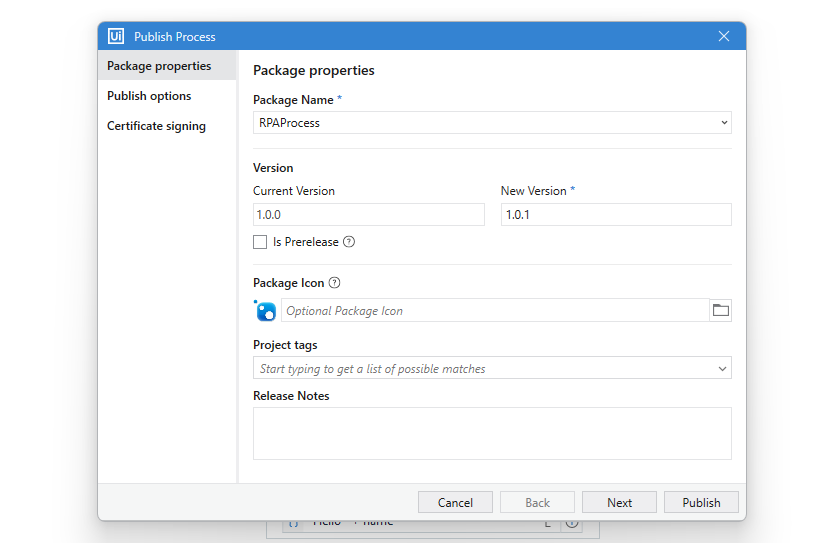 Ui Publish Process
Package properties
Publish options
Certificate signing
Package properties
Package Name *
RPAProcess
Version
Current Version New Version *
1.0.0 1.0.1
Is Prerelease ?
Package Icon ?
Optional Package Icon
Project tags
Start typing to get a list of possible matches
Release Notes
Cancel Back Next Publish